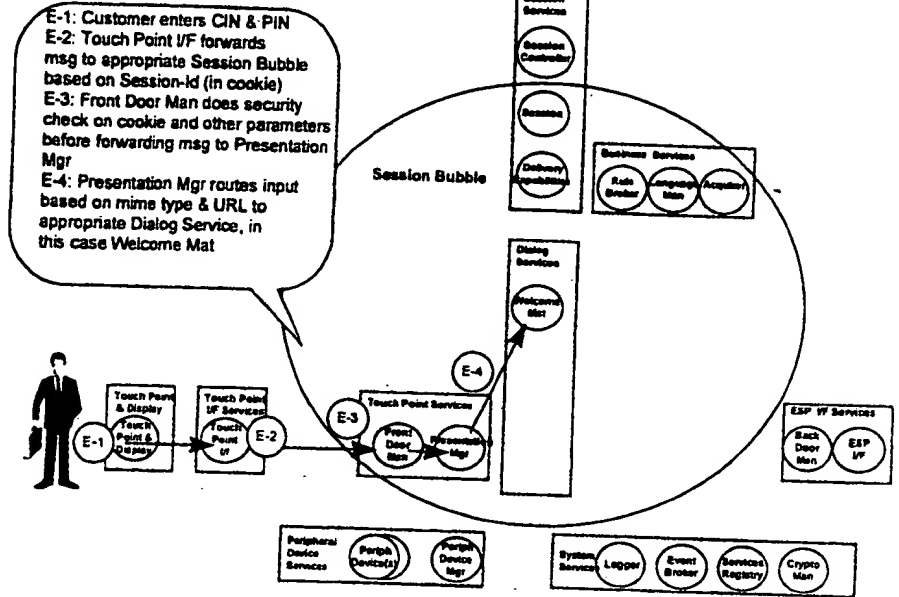 E-1: Customer enters CIN & PIN
E-2: Touch Point I/F forwards
msg to appropriate Session Bubble
based on Session-Id (in cookie)
E-3: Front Door Man does security
check on cookie and other parameters
before forwarding msg to Presentation
Mgr
E-4: Presentation Mgr routes input
based on mime type & URL to
appropriate Dialog Service, in
this case Welcome Mat
Session
Services
Session
Controller
Session
Delivery
Capabilities
Session Bubble
Business Services
Rule
Broker
Language
Man
Acquirer
Dialog
Services
Welcome
Mat
E-4
Touch Point
& Display
E-1
Touch
Point &
Display
Touch Point
I/F Services
Touch
Point
I/F
E-2
E-3
Touch Point Services
Front
Door
Man
Presentation
Mgr
ESP I/F Services
Back
Door
Man
ESP
I/F
Peripheral
Device
Services
Periph
Device(s)
Periph
Device
Mgr
System
Services
Logger
Event
Broker
Services
Registry
Crypto
Man